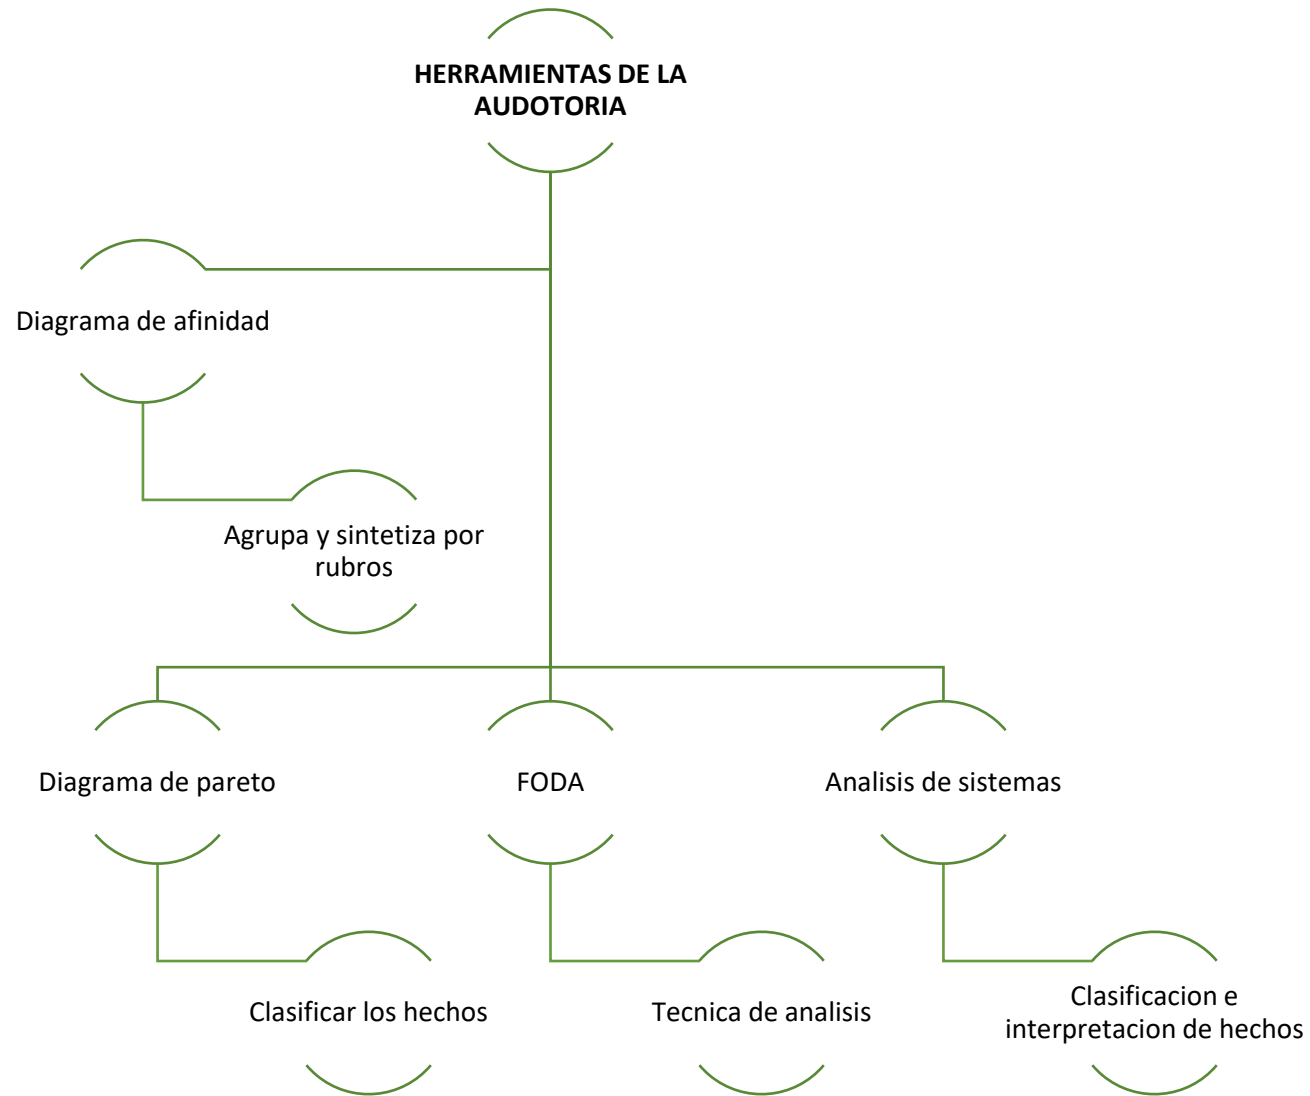 HERRAMIENTAS DE LA
AUDOTORIA
Diagrama de afinidad
Agrupa y sintetiza por
rubros
Diagrama de pareto
FODA
Analisis de sistemas
Clasificar los hechos
Tecnica de analisis
Clasificacion e
interpretacion de hechos